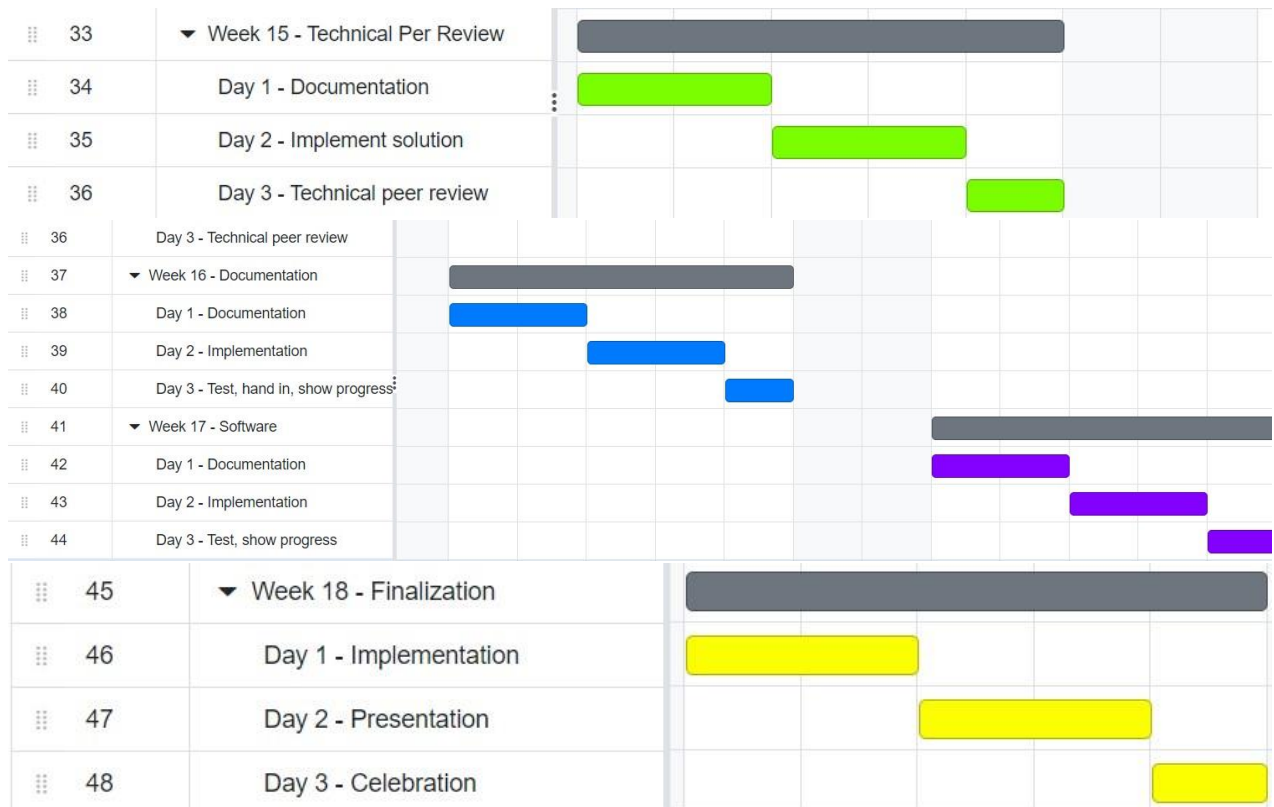 33 Week 15 - Technical Per Review
34 Day 1 - Documentation
35 Day 2 - Implement solution
36 Day 3 - Technical peer review
36 Day 3 - Technical peer review
37 Week 16 - Documentation
38 Day 1 - Documentation
39 Day 2 - Implementation
40 Day 3 - Test, hand in, show progress
41 Week 17 - Software
42 Day 1 - Documentation
43 Day 2 - Implementation
44 Day 3 - Test, show progress
45 Week 18 - Finalization
46 Day 1 - Implementation
47 Day 2 - Presentation
48 Day 3 - Celebration